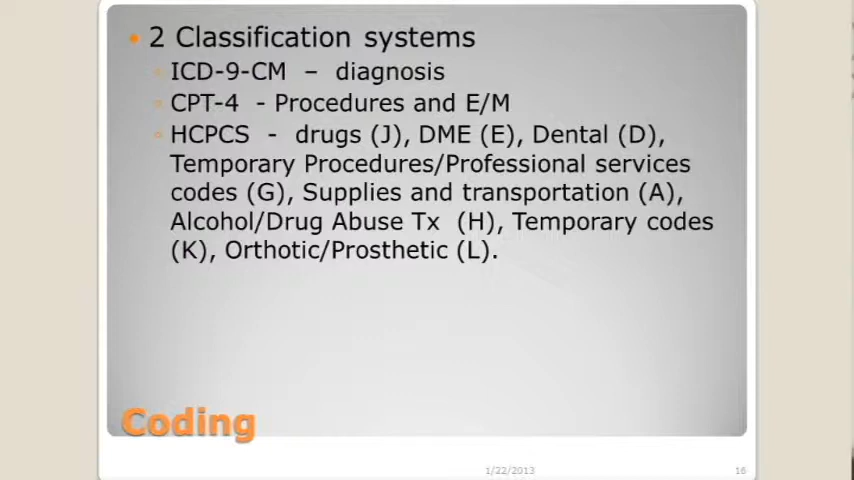 2 Classification systems
ICD-9-CM – diagnosis
CPT-4 - Procedures and E/M
HCPCS - drugs (J), DME (E), Dental (D),
Temporary Procedures/Professional services
codes (G), Supplies and transportation (A),
Alcohol/Drug Abuse Tx (H), Temporary codes
(K), Orthotic/Prosthetic (L).
Coding
1/22/2013
16